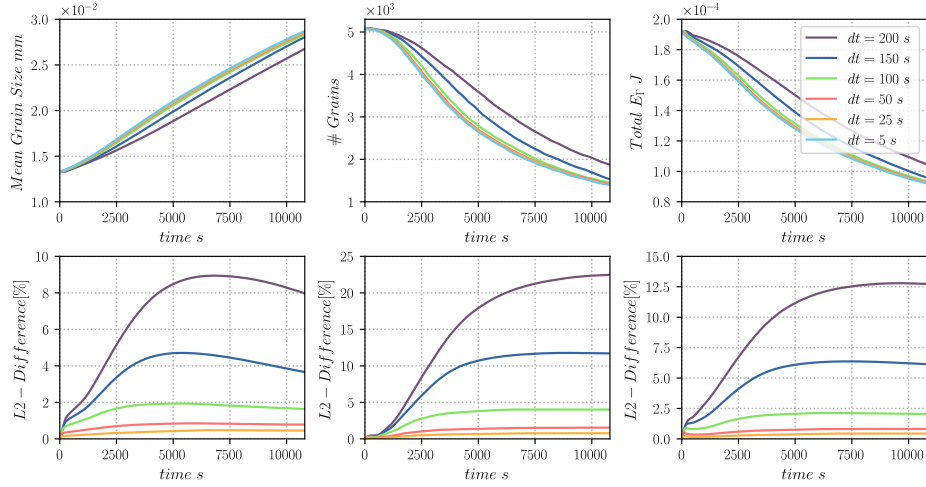 ×10⁻²
3.0
2.5
2.0
1.5
1.0
Mean Grain Size mm
0 2500 5000 7500 10000
time s
×10³
5
4
3
2
1
# Grains
0 2500 5000 7500 10000
time s
×10⁻⁴
2.0
1.8
1.6
1.4
1.2
1.0
0.8
Total E_Γ J
dt = 200 s
dt = 150 s
dt = 100 s
dt = 50 s
dt = 25 s
dt = 5 s
0 2500 5000 7500 10000
time s
10
8
6
4
2
0
L2 − Difference[%]
0 2500 5000 7500 10000
time s
25
20
15
10
5
0
L2 − Difference[%]
0 2500 5000 7500 10000
time s
15.0
12.5
10.0
7.5
5.0
2.5
0.0
L2 − Difference[%]
0 2500 5000 7500 10000
time s